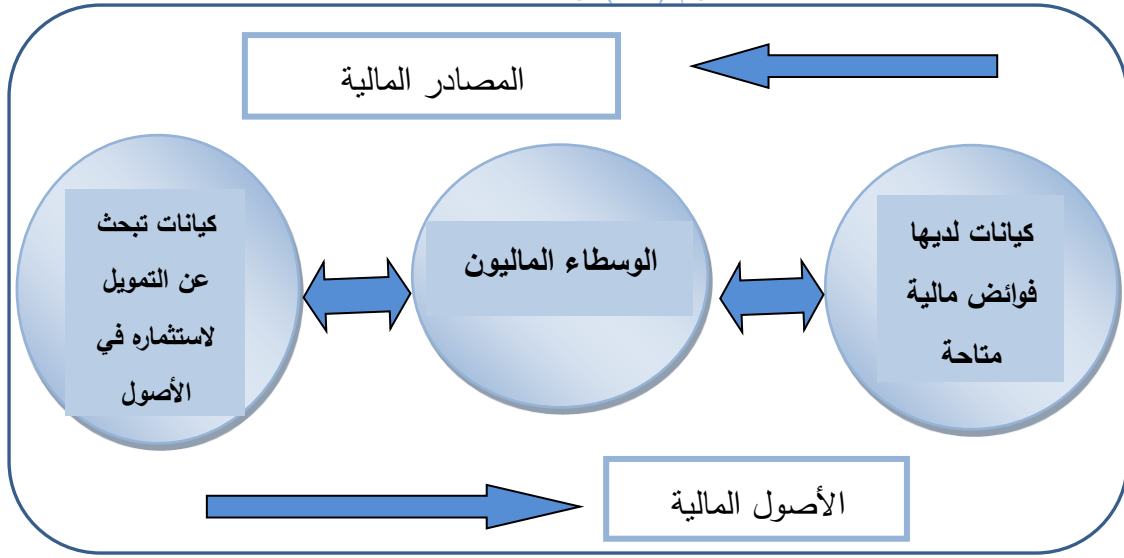 المصادر المالية
كيانات لديها
فوائض مالية
متاحة
الوسطاء الماليون
كيانات تبحث
عن التمويل
لاستثماره في
الأصول
الأصول المالية